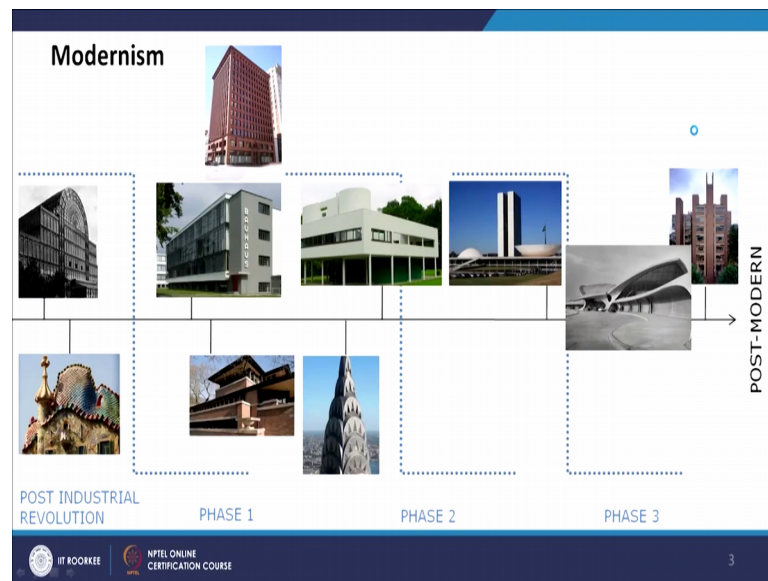 Modernism
BAUHAUS
POST-MODERN
POST INDUSTRIAL
REVOLUTION
PHASE 1
PHASE 2
PHASE 3
IIT ROORKEE
NPTEL ONLINE
CERTIFICATION COURSE
3